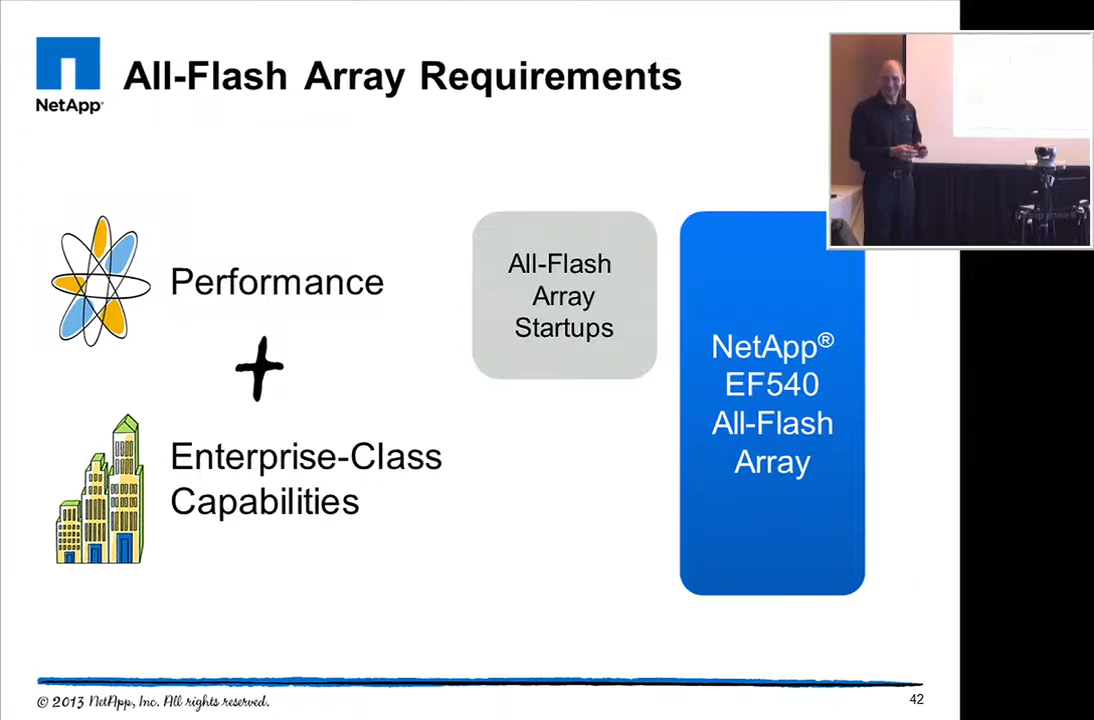 NetApp®
All-Flash Array Requirements
Performance
Enterprise-Class
Capabilities
All-Flash
Array
Startups
NetApp®
EF540
All-Flash
Array
© 2013 NetApp, Inc. All rights reserved.
42